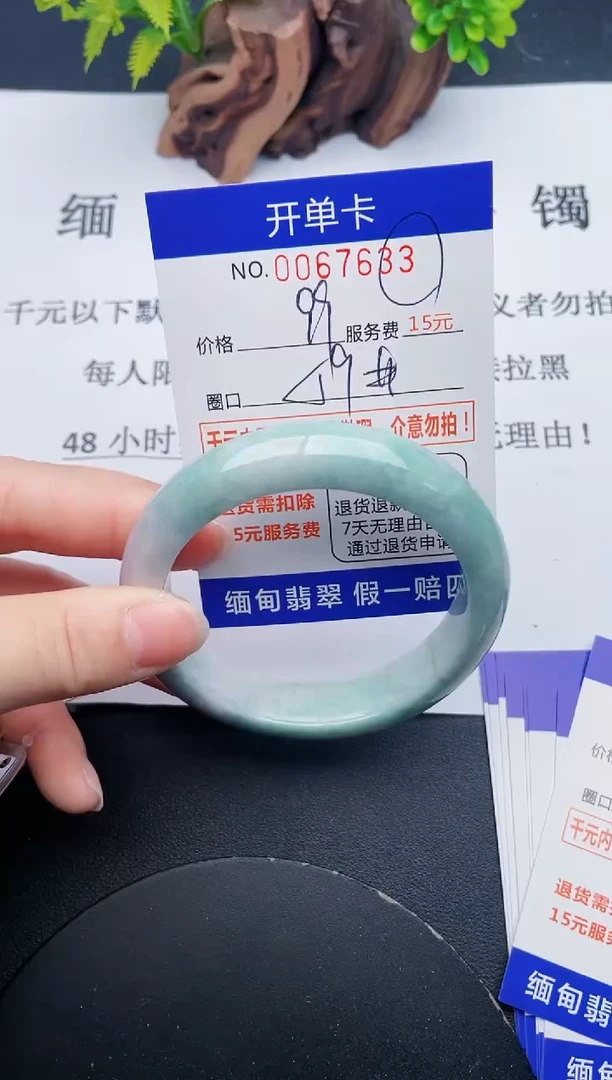 缅 镯
开单卡
NO.0067633
千元以下默 义者勿拍
价格 99 服务费 15元
每人限 拉黑
圈口
介意勿拍！
48 小时 无理由！
退货需扣除
5元服务费
退货退款
7天无理由
通过退货申请
缅甸翡翠 假一赔四
价格
圈口
千元内
退货需
15元服务
缅甸翡
缅甸